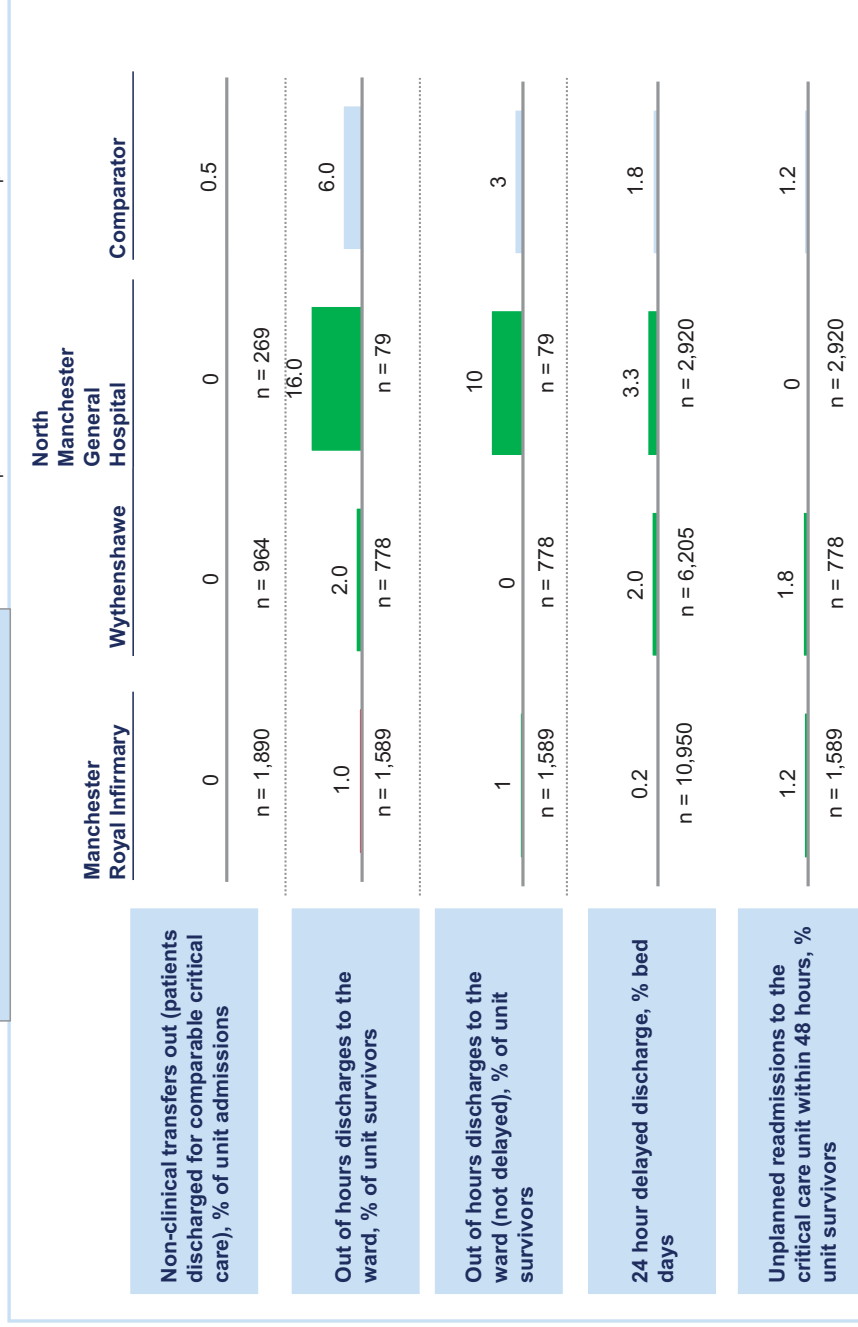 Manchester
Royal Infirmary
Wythenshawe
North
Manchester
General
Hospital
Comparator
Non-clinical transfers out (patients
discharged for comparable critical
care), % of unit admissions
0
n = 1,890
0
n = 964
0
n = 269
0.5
Out of hours discharges to the
ward, % of unit survivors
1.0
n = 1,589
2.0
n = 778
16.0
n = 79
6.0
Out of hours discharges to the
ward (not delayed), % of unit
survivors
1
n = 1,589
0
n = 778
10
n = 79
3
24 hour delayed discharge, % bed
days
0.2
n = 10,950
2.0
n = 6,205
3.3
n = 2,920
1.8
Unplanned readmissions to the
critical care unit within 48 hours, %
unit survivors
1.2
n = 1,589
1.8
n = 778
0
n = 2,920
1.2